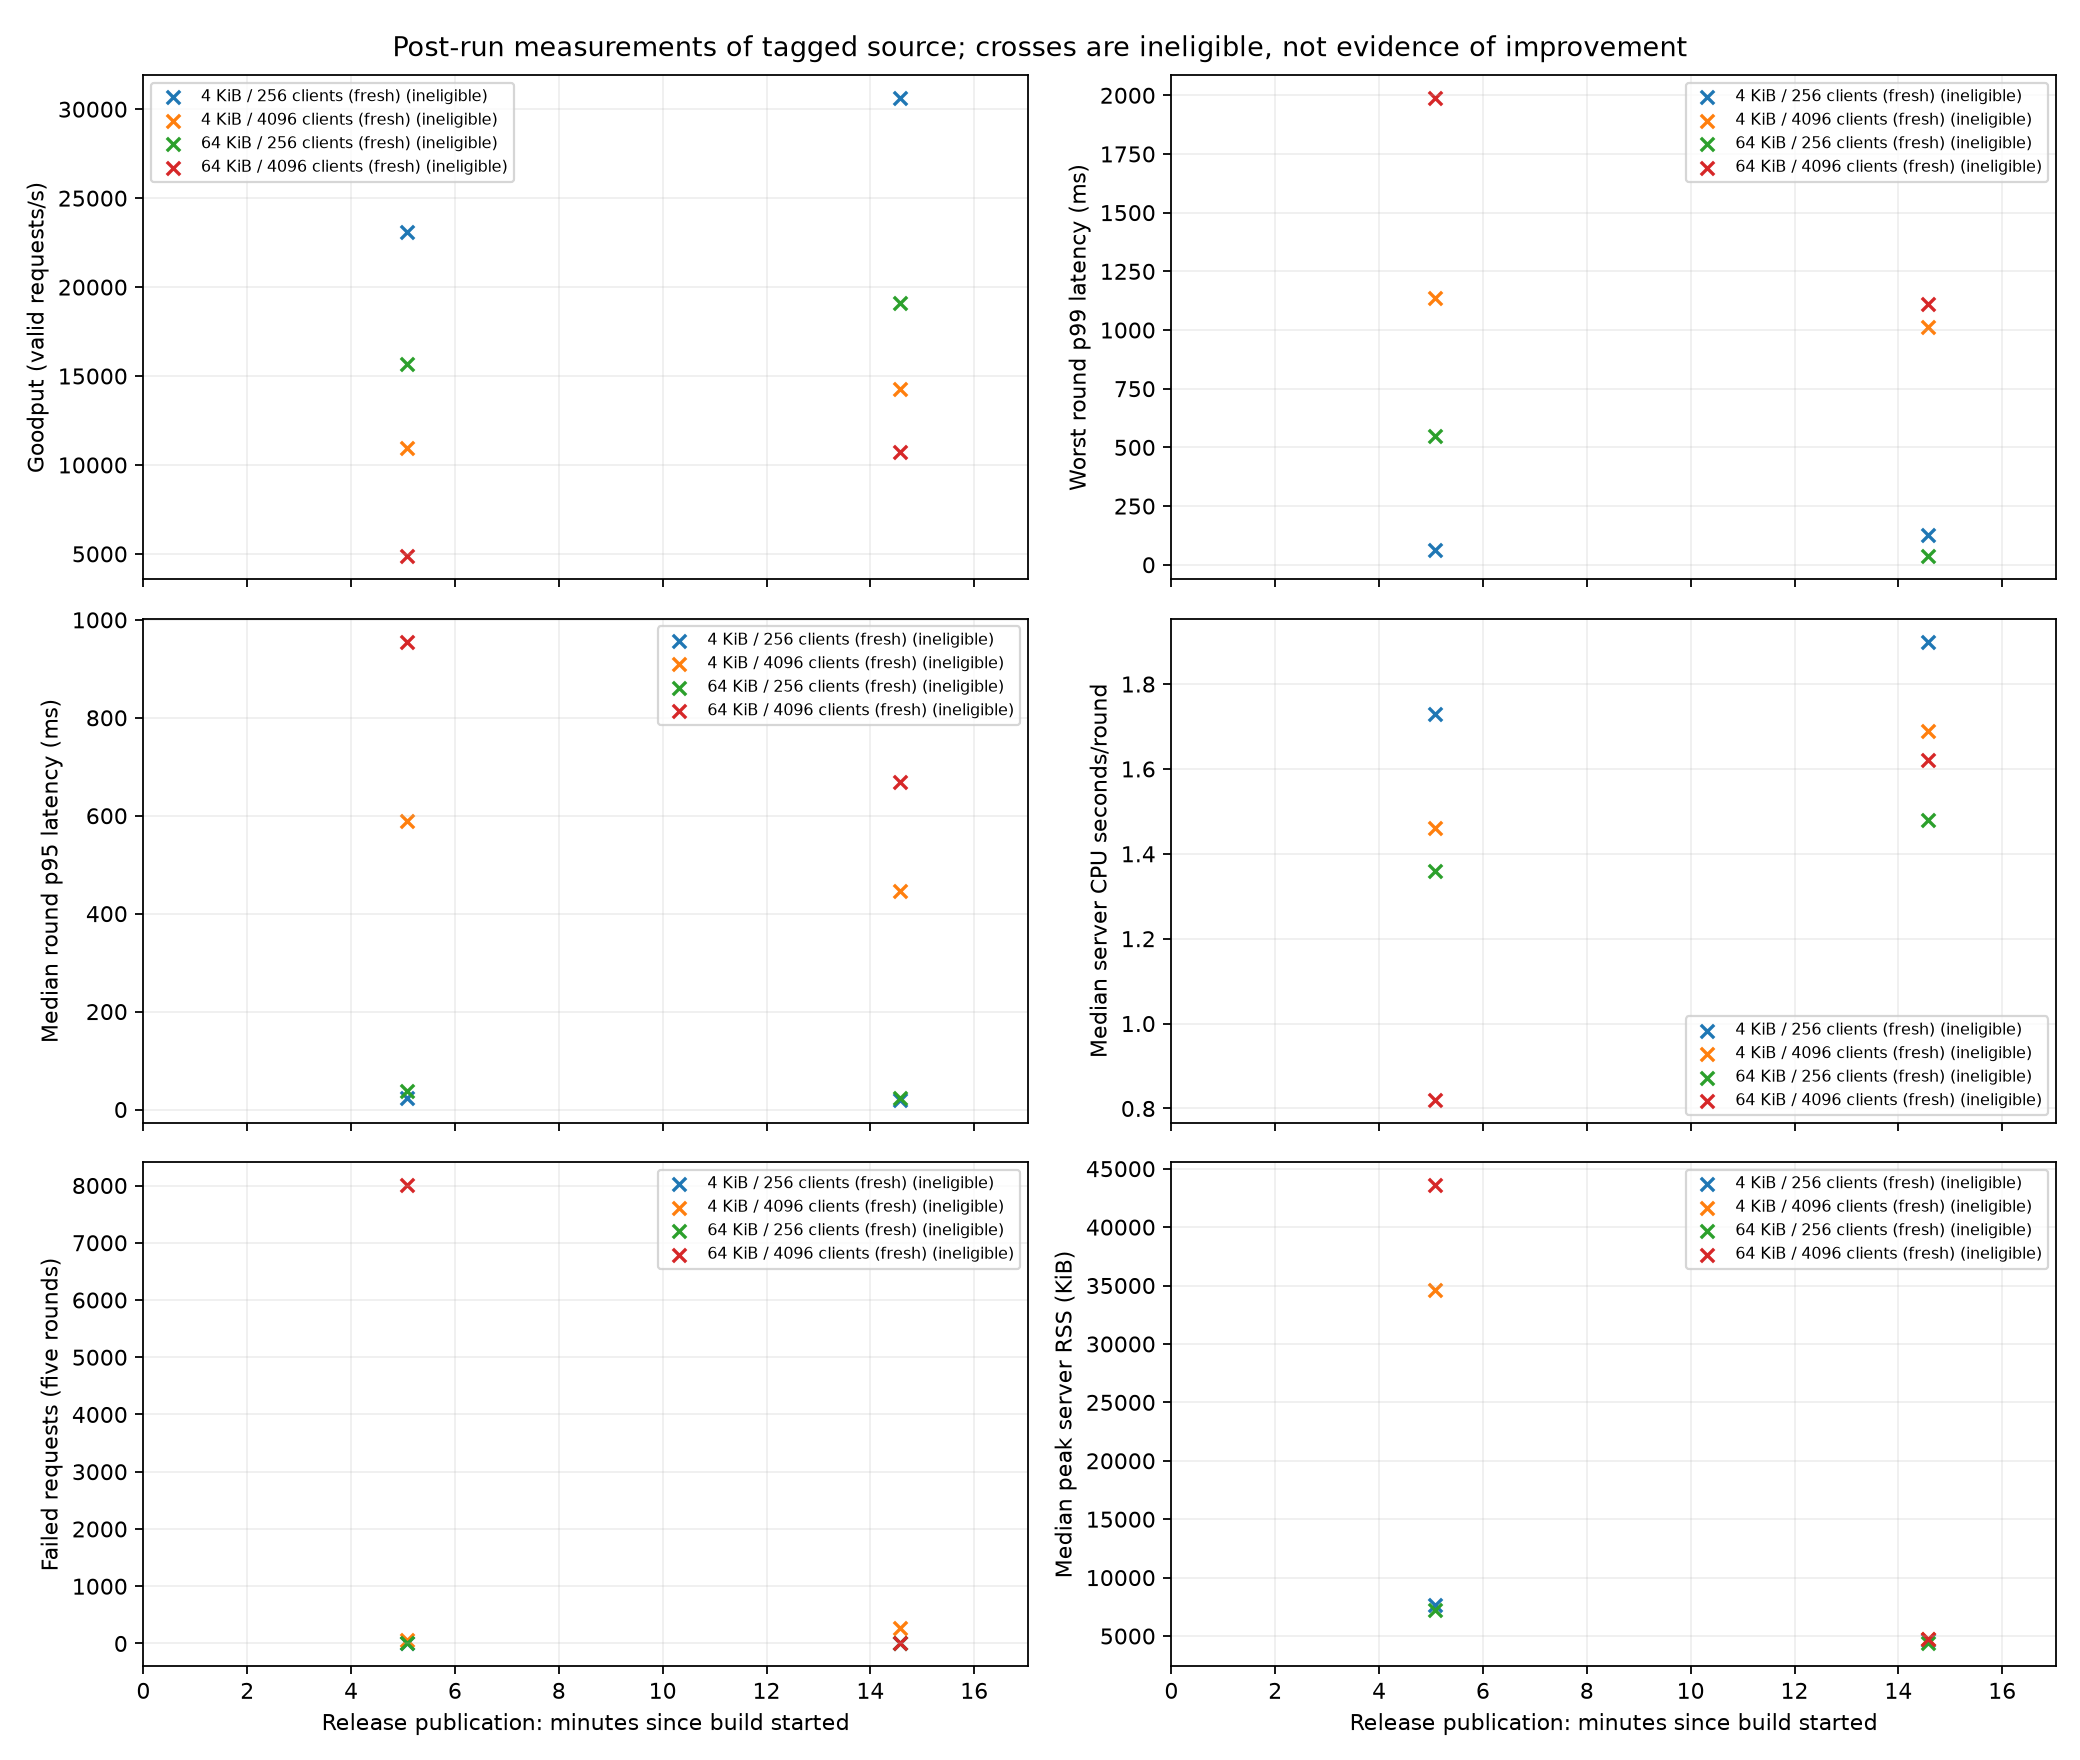 Post-run measurements of tagged source; crosses are ineligible, not evidence of improvement
Goodput (valid requests/s)
30000
25000
20000
15000
10000
5000
4 KiB / 256 clients (fresh) (ineligible)
4 KiB / 4096 clients (fresh) (ineligible)
64 KiB / 256 clients (fresh) (ineligible)
64 KiB / 4096 clients (fresh) (ineligible)
Worst round p99 latency (ms)
2000
1750
1500
1250
1000
750
500
250
0
4 KiB / 256 clients (fresh) (ineligible)
4 KiB / 4096 clients (fresh) (ineligible)
64 KiB / 256 clients (fresh) (ineligible)
64 KiB / 4096 clients (fresh) (ineligible)
Median round p95 latency (ms)
1000
800
600
400
200
0
4 KiB / 256 clients (fresh) (ineligible)
4 KiB / 4096 clients (fresh) (ineligible)
64 KiB / 256 clients (fresh) (ineligible)
64 KiB / 4096 clients (fresh) (ineligible)
Median server CPU seconds/round
1.8
1.6
1.4
1.2
1.0
0.8
4 KiB / 256 clients (fresh) (ineligible)
4 KiB / 4096 clients (fresh) (ineligible)
64 KiB / 256 clients (fresh) (ineligible)
64 KiB / 4096 clients (fresh) (ineligible)
Failed requests (five rounds)
8000
7000
6000
5000
4000
3000
2000
1000
0
4 KiB / 256 clients (fresh) (ineligible)
4 KiB / 4096 clients (fresh) (ineligible)
64 KiB / 256 clients (fresh) (ineligible)
64 KiB / 4096 clients (fresh) (ineligible)
0 2 4 6 8 10 12 14 16
Release publication: minutes since build started
Median peak server RSS (KiB)
45000
40000
35000
30000
25000
20000
15000
10000
5000
4 KiB / 256 clients (fresh) (ineligible)
4 KiB / 4096 clients (fresh) (ineligible)
64 KiB / 256 clients (fresh) (ineligible)
64 KiB / 4096 clients (fresh) (ineligible)
0 2 4 6 8 10 12 14 16
Release publication: minutes since build started